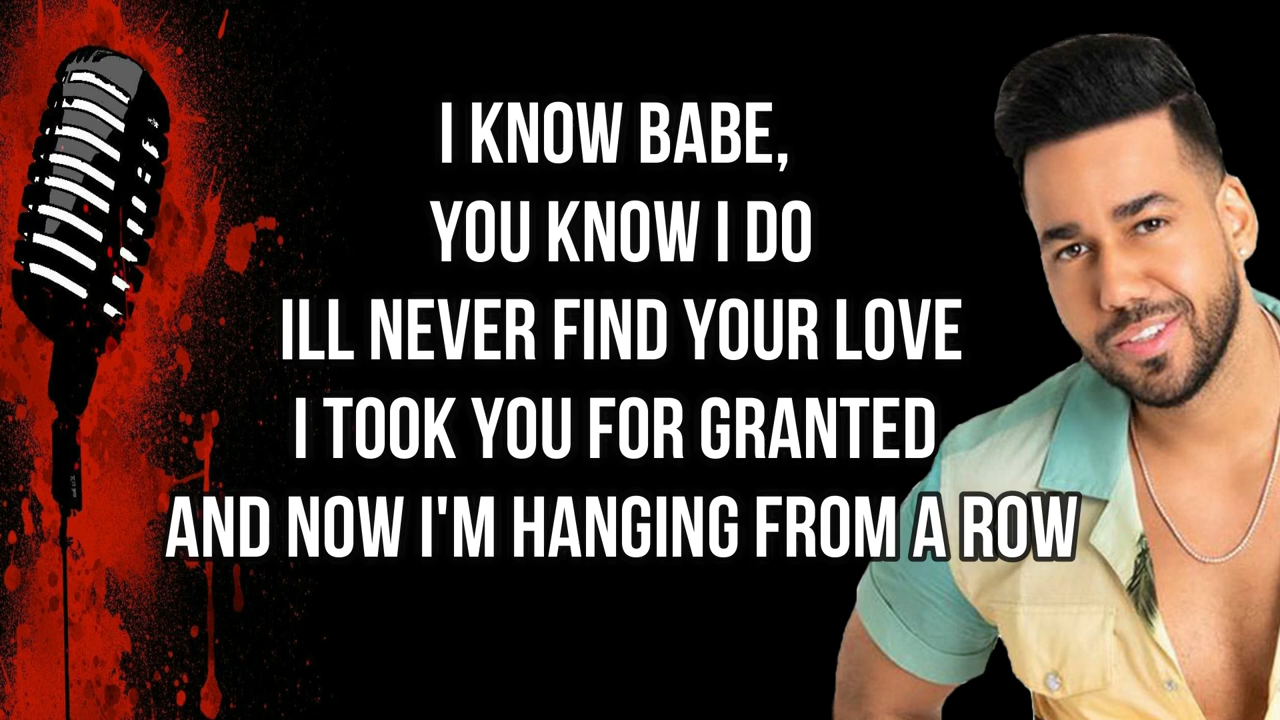 I KNOW BABE,
YOU KNOW I DO
ILL NEVER FIND YOUR LOVE
I TOOK YOU FOR GRANTED
AND NOW I'M HANGING FROM A ROW